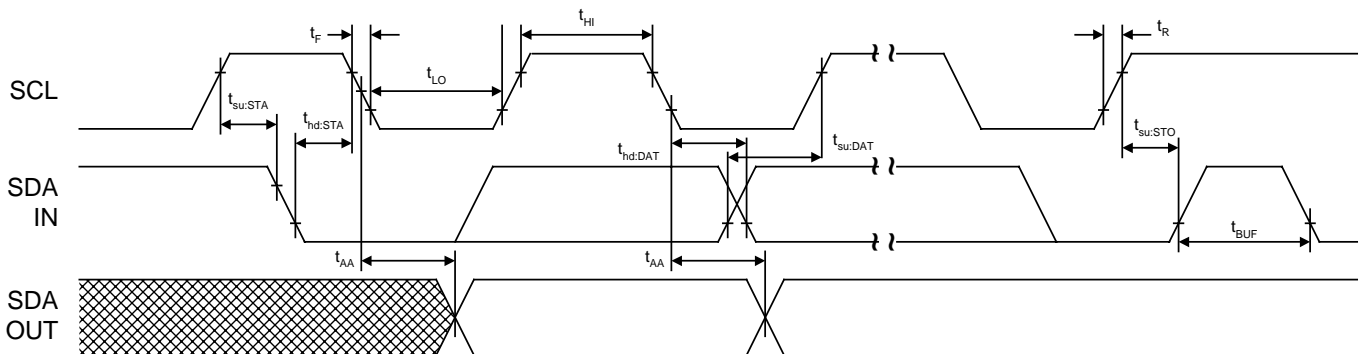 t_HI
t_F
t_R
t_LO
SCL
t_su:STA
t_hd:STA
t_su:STO
t_hd:DAT
t_su:DAT
SDA
IN
t_BUF
t_AA
t_AA
SDA
OUT